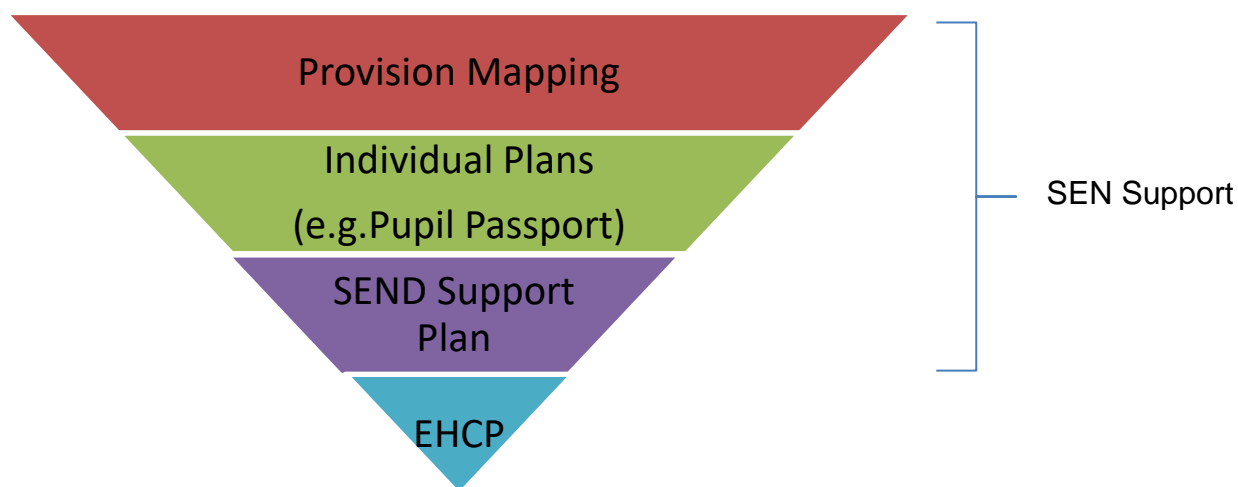 Provision Mapping
Individual Plans
(e.g.Pupil Passport)
SEND Support
Plan
EHCP
SEN Support